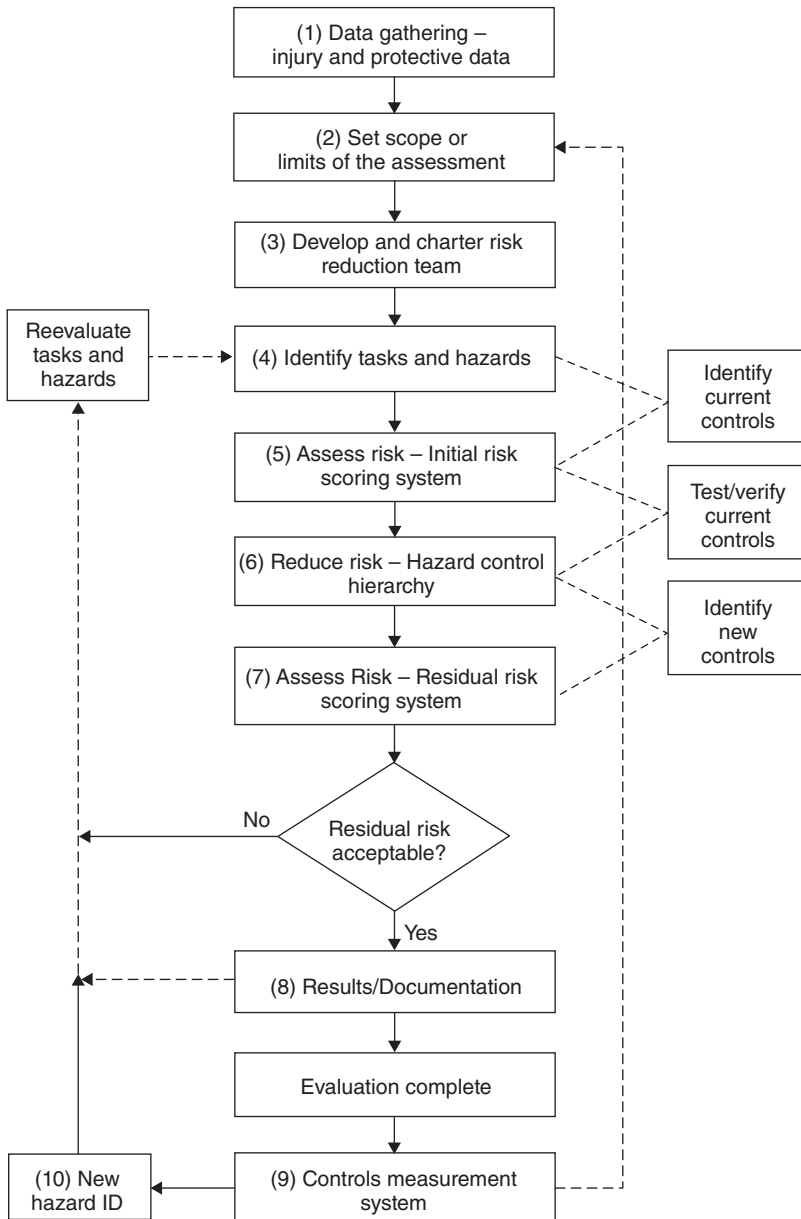 (1) Data gathering –
injury and protective data
(2) Set scope or
limits of the assessment
(3) Develop and charter risk
reduction team
Reevaluate
tasks and
hazards
(4) Identify tasks and hazards
Identify
current
controls
(5) Assess risk – Initial risk
scoring system
Test/verify
current
controls
(6) Reduce risk – Hazard control
hierarchy
Identify
new
controls
(7) Assess Risk – Residual risk
scoring system
No
Residual risk
acceptable?
Yes
(8) Results/Documentation
Evaluation complete
(10) New
hazard ID
(9) Controls measurement
system